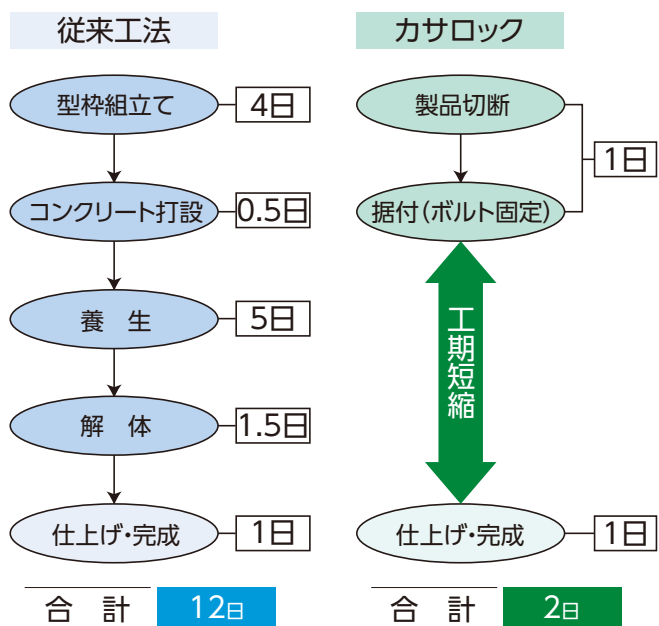 従来工法
型枠組立て
4日
コンクリート打設
0.5日
養　生
5日
解　体
1.5日
仕上げ・完成
1日
合　計
12日
カサロック
製品切断
据付(ボルト固定)
1日
工期短縮
仕上げ・完成
1日
合　計
2日